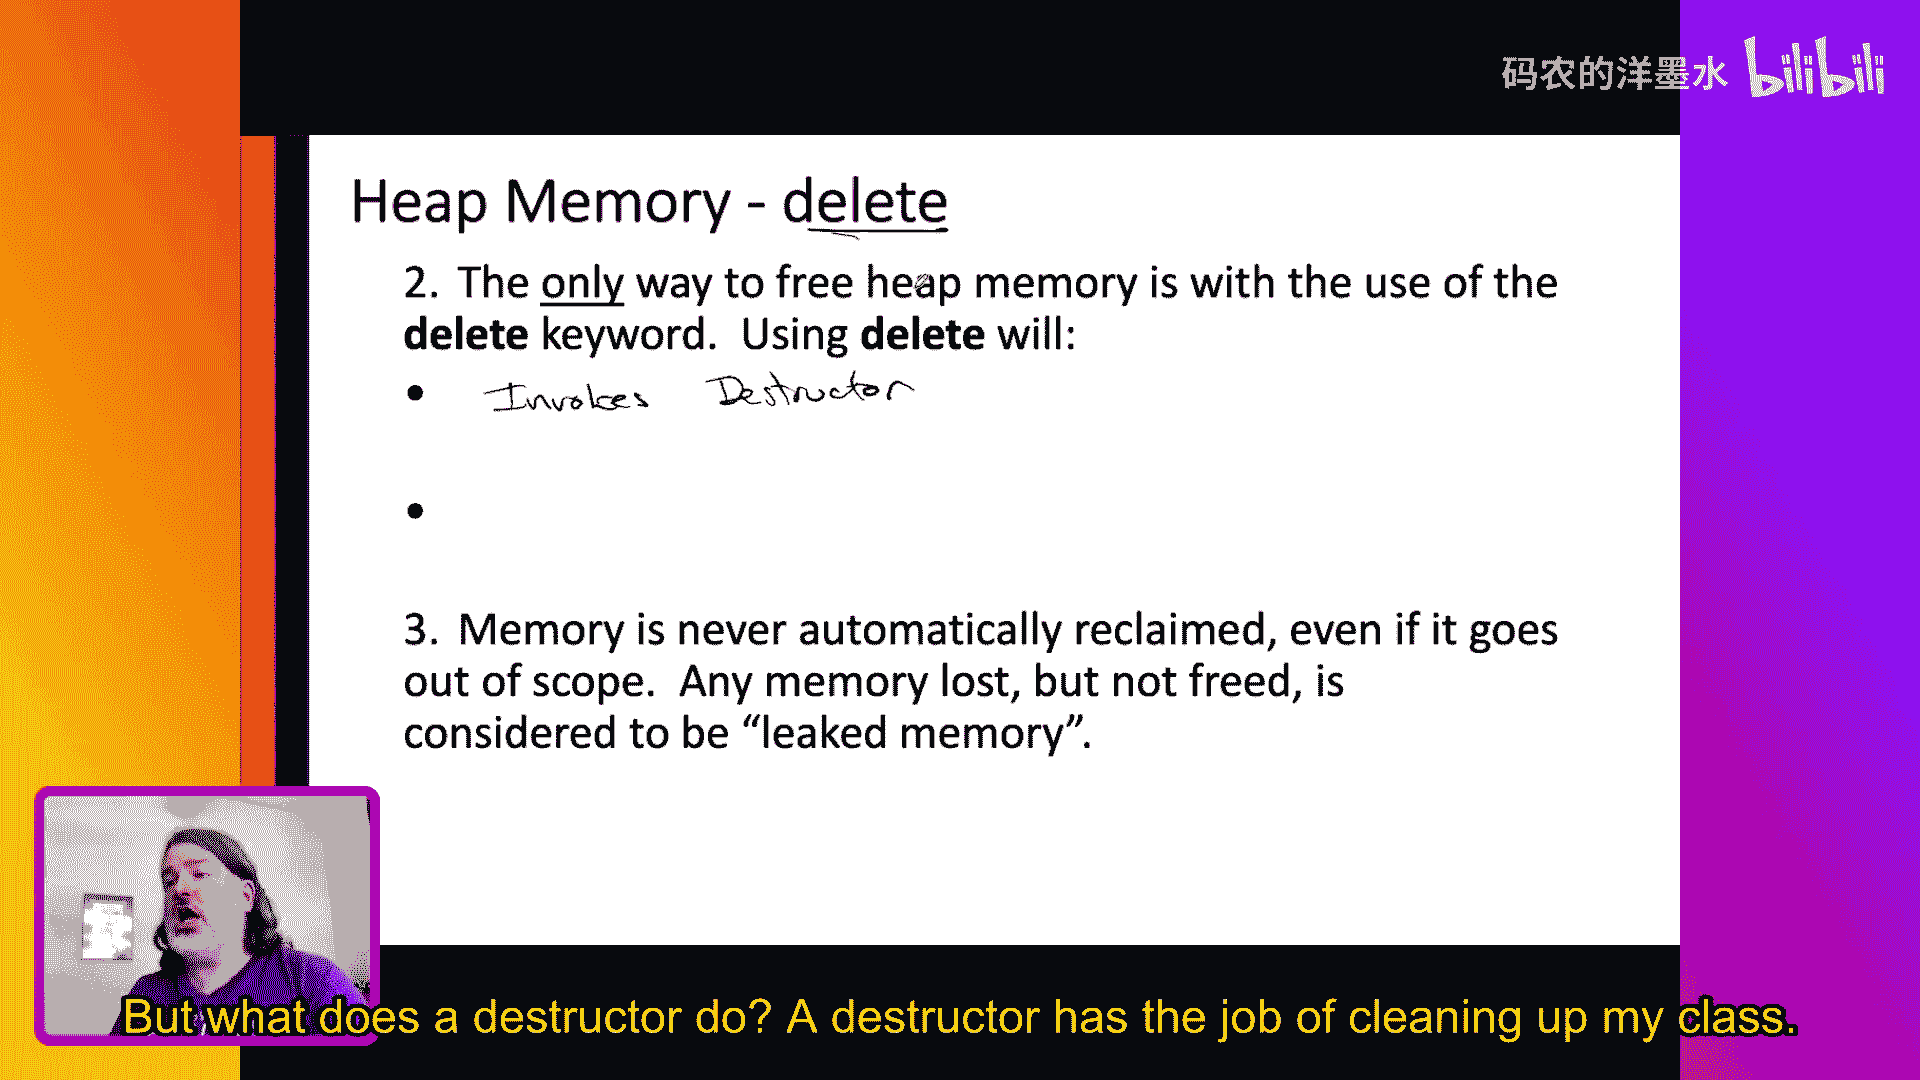 码农的洋墨水 bilibili
Heap Memory - delete
2. The only way to free heap memory is with the use of the
delete keyword. Using delete will:
• Invokes Destructor
•
3. Memory is never automatically reclaimed, even if it goes
out of scope. Any memory lost, but not freed, is
considered to be “leaked memory”.
But what does a destructor do? A destructor has the job of cleaning up my class.